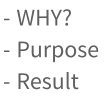 - WHY?
- Purpose
- Result